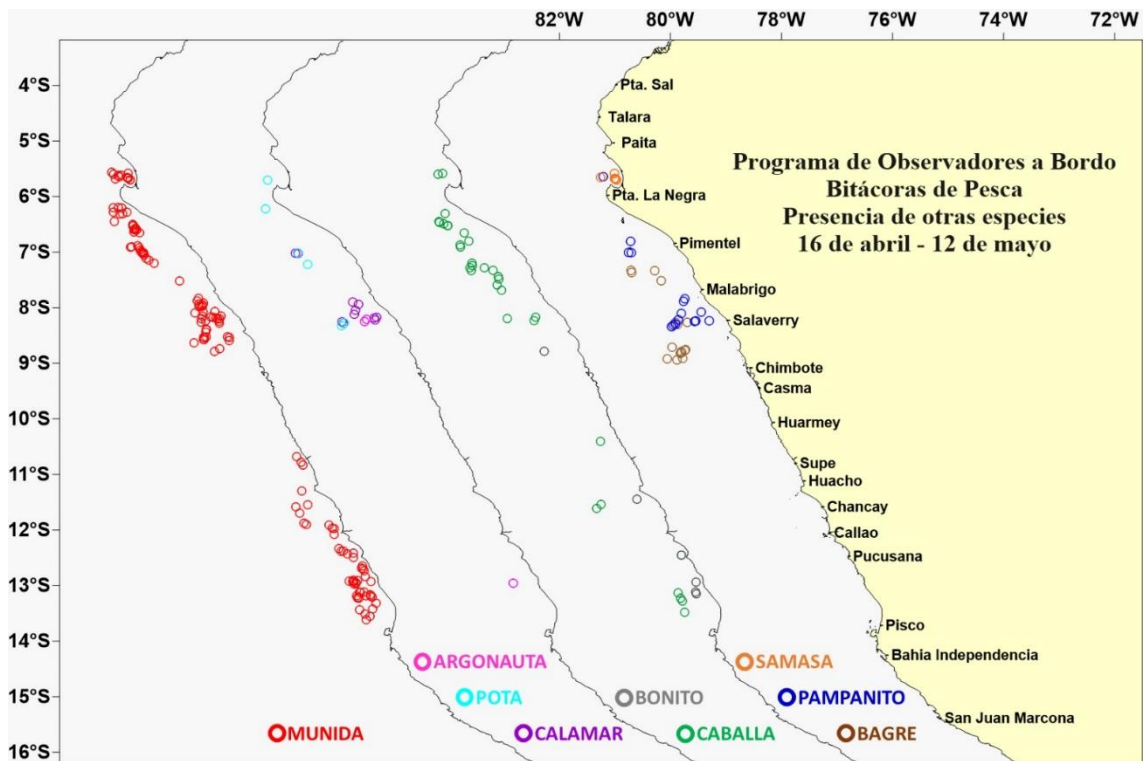 82°W 80°W 78°W 76°W 74°W 72°W
4°S
5°S
6°S
7°S
8°S
9°S
10°S
11°S
12°S
13°S
14°S
15°S
16°S
Pta. Sal
Talara
Paita
Pta. La Negra
Pimentel
Malabrigo
Salaverry
Chimbote
Casma
Huarmey
Supe
Huacho
Chancay
Callao
Pucusana
Pisco
Bahia Independencia
San Juan Marcona
Programa de Observadores a Bordo
Bitácoras de Pesca
Presencia de otras especies
16 de abril - 12 de mayo
ARGONAUTA
SAMASA
POTA
BONITO
PAMPANITO
MUNIDA
CALAMAR
CABALLA
BAGRE